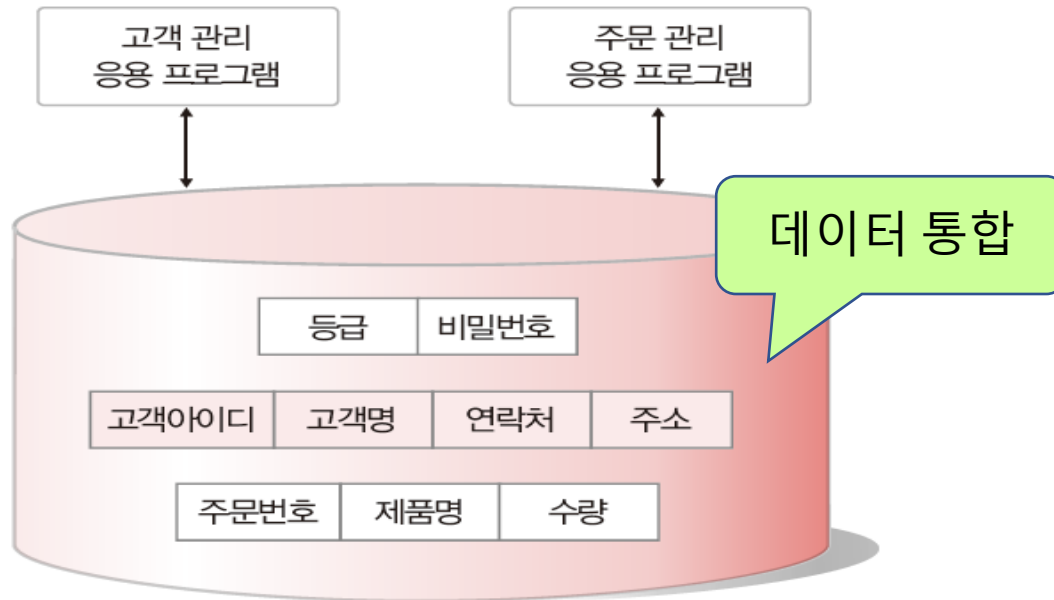 고객 관리
응용 프로그램
주문 관리
응용 프로그램
데이터 통합
등급 비밀번호
고객아이디 고객명 연락처 주소
주문번호 제품명 수량